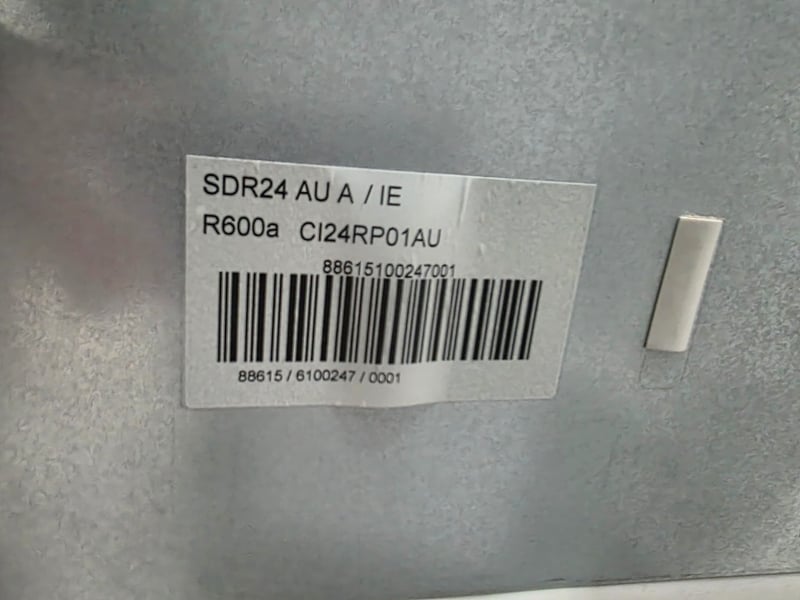 SDR24 AU A / IE
R600a CI24RP01AU
88615100247001
88615 / 6100247 / 0001